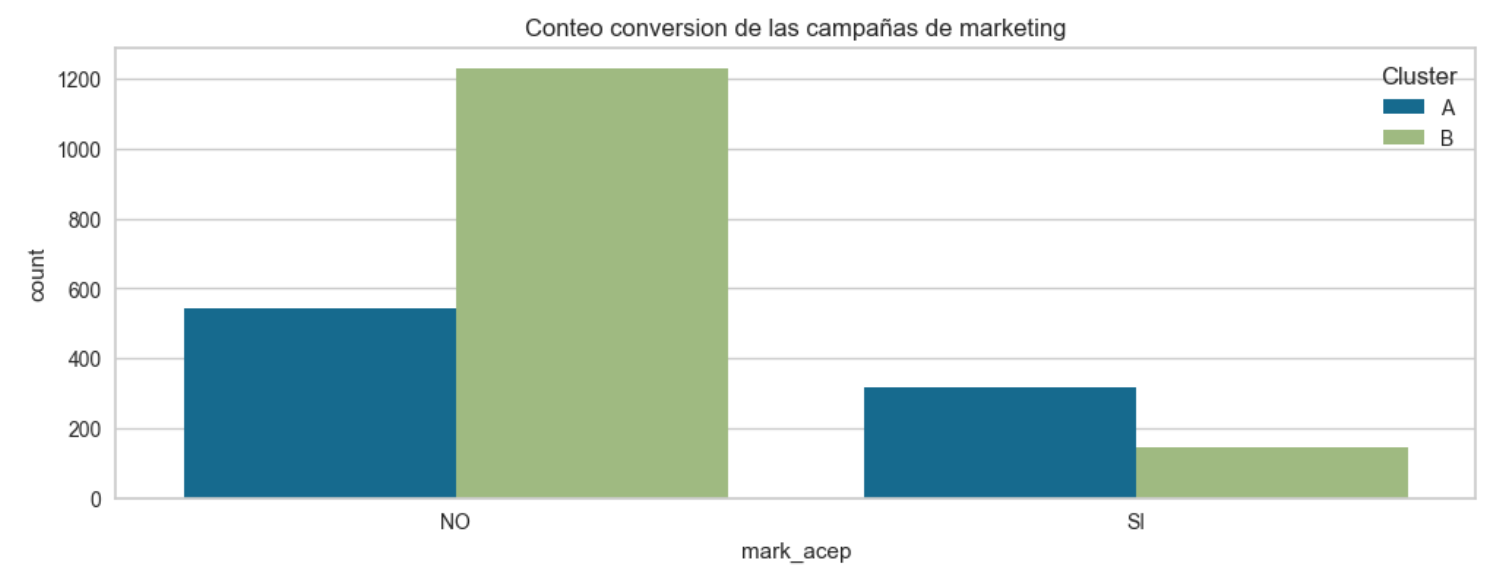 Conteo conversion de las campañas de marketing
Cluster
A
B
1200
1000
800
600
400
200
0
count
NO
SI
mark_acep